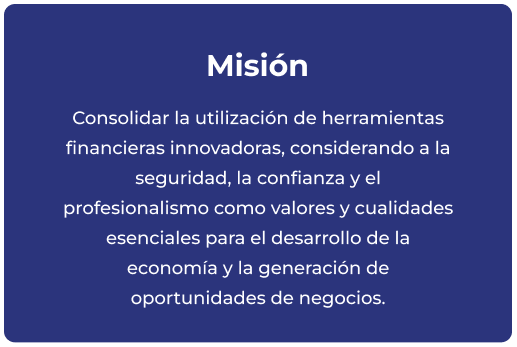 Misión
Consolidar la utilización de herramientas
financieras innovadoras, considerando a la
seguridad, la confianza y el
profesionalismo como valores y cualidades
esenciales para el desarrollo de la
economía y la generación de
oportunidades de negocios.